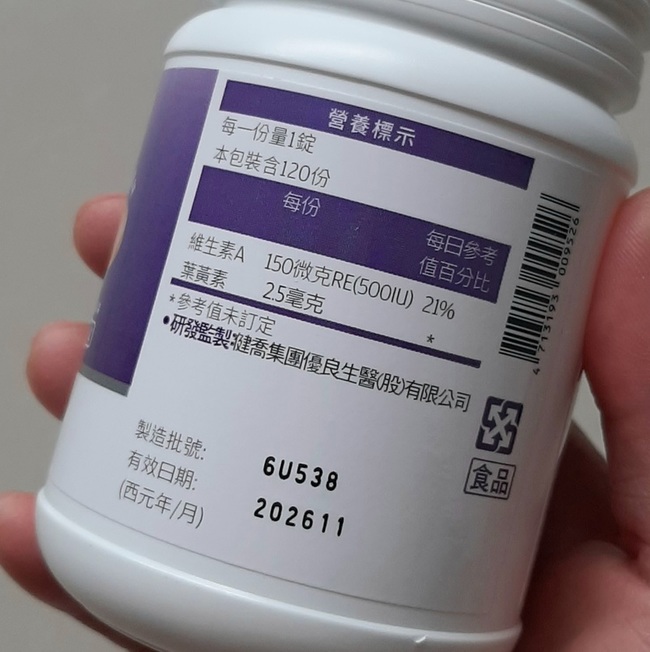 營養標示
每一份量1錠
本包裝含120份
每份 每日參考值百分比
維生素A 150微克RE(500IU) 21%
葉黃素 2.5毫克 *
*參考值未訂定
•研發監製:健喬集團優良生醫(股)有限公司
製造批號: 6U538
有效日期: 202611
(西元年/月)
食品
4 713193 009526